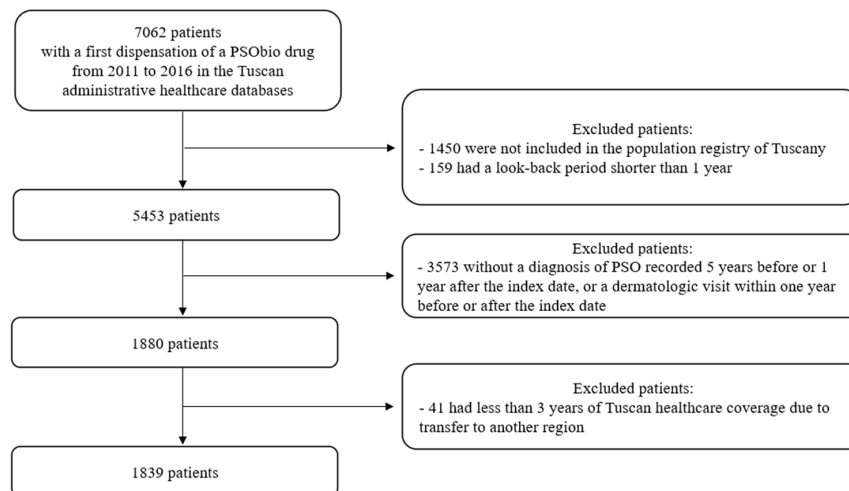 7062 patients
with a first dispensation of a PSObio drug
from 2011 to 2016 in the Tuscan
administrative healthcare databases
Excluded patients:
- 1450 were not included in the population registry of Tuscany
- 159 had a look-back period shorter than 1 year
5453 patients
Excluded patients:
- 3573 without a diagnosis of PSO recorded 5 years before or 1
year after the index date, or a dermatologic visit within one year
before or after the index date
1880 patients
Excluded patients:
- 41 had less than 3 years of Tuscan healthcare coverage due to
transfer to another region
1839 patients